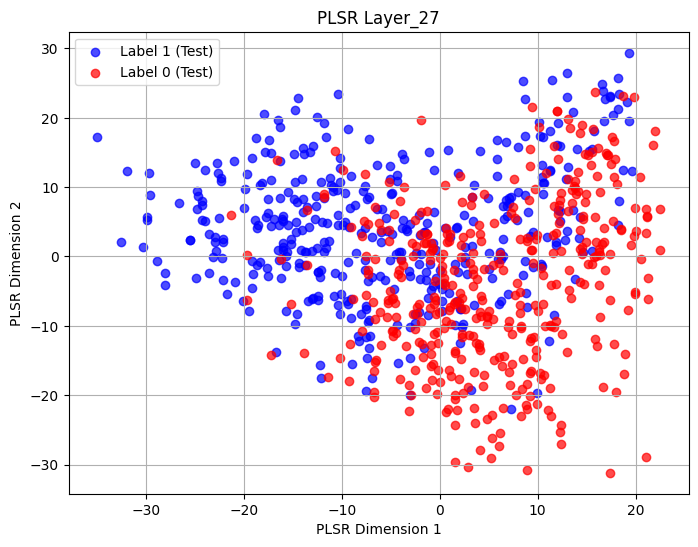 PLSR Layer_27
Label 1 (Test)
Label 0 (Test)
PLSR Dimension 2
30
20
10
0
−10
−20
−30
−30
−20
−10
0
10
20
PLSR Dimension 1